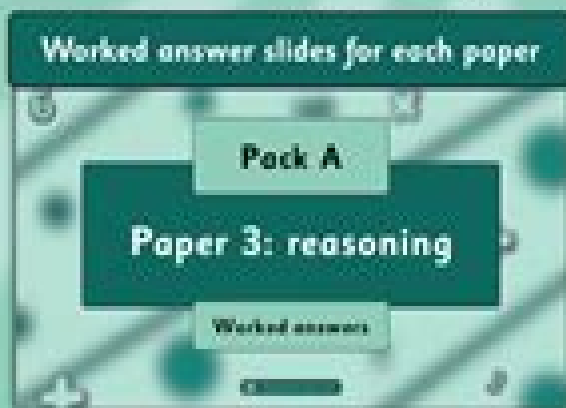 Worked answer slides for each paper
Pack A
Paper 3: reasoning
Worked answers